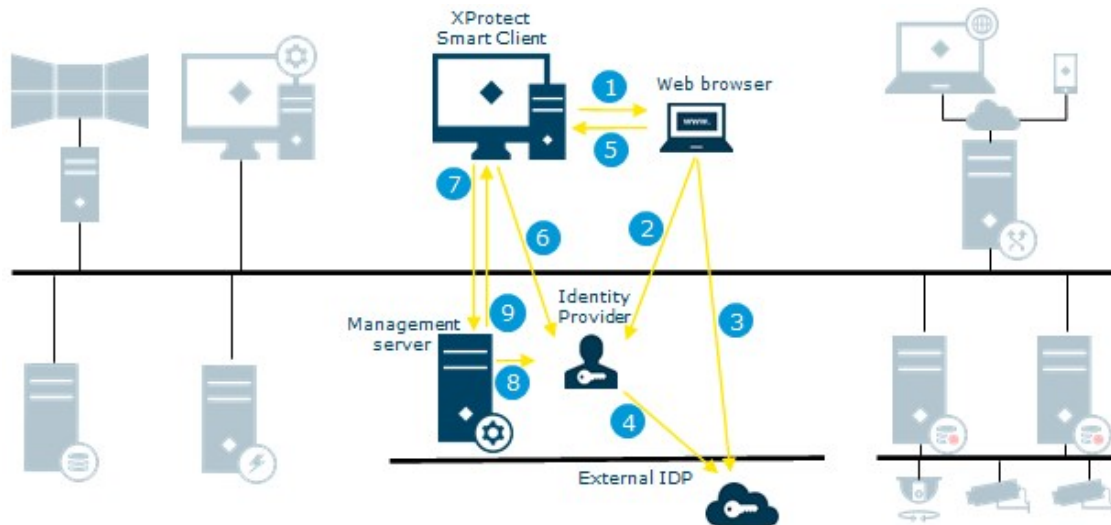 XProtect
Smart Client
Web browser
1
www.
5
7
6
2
Identity
Provider
9
3
Management
server
8
4
External IDP